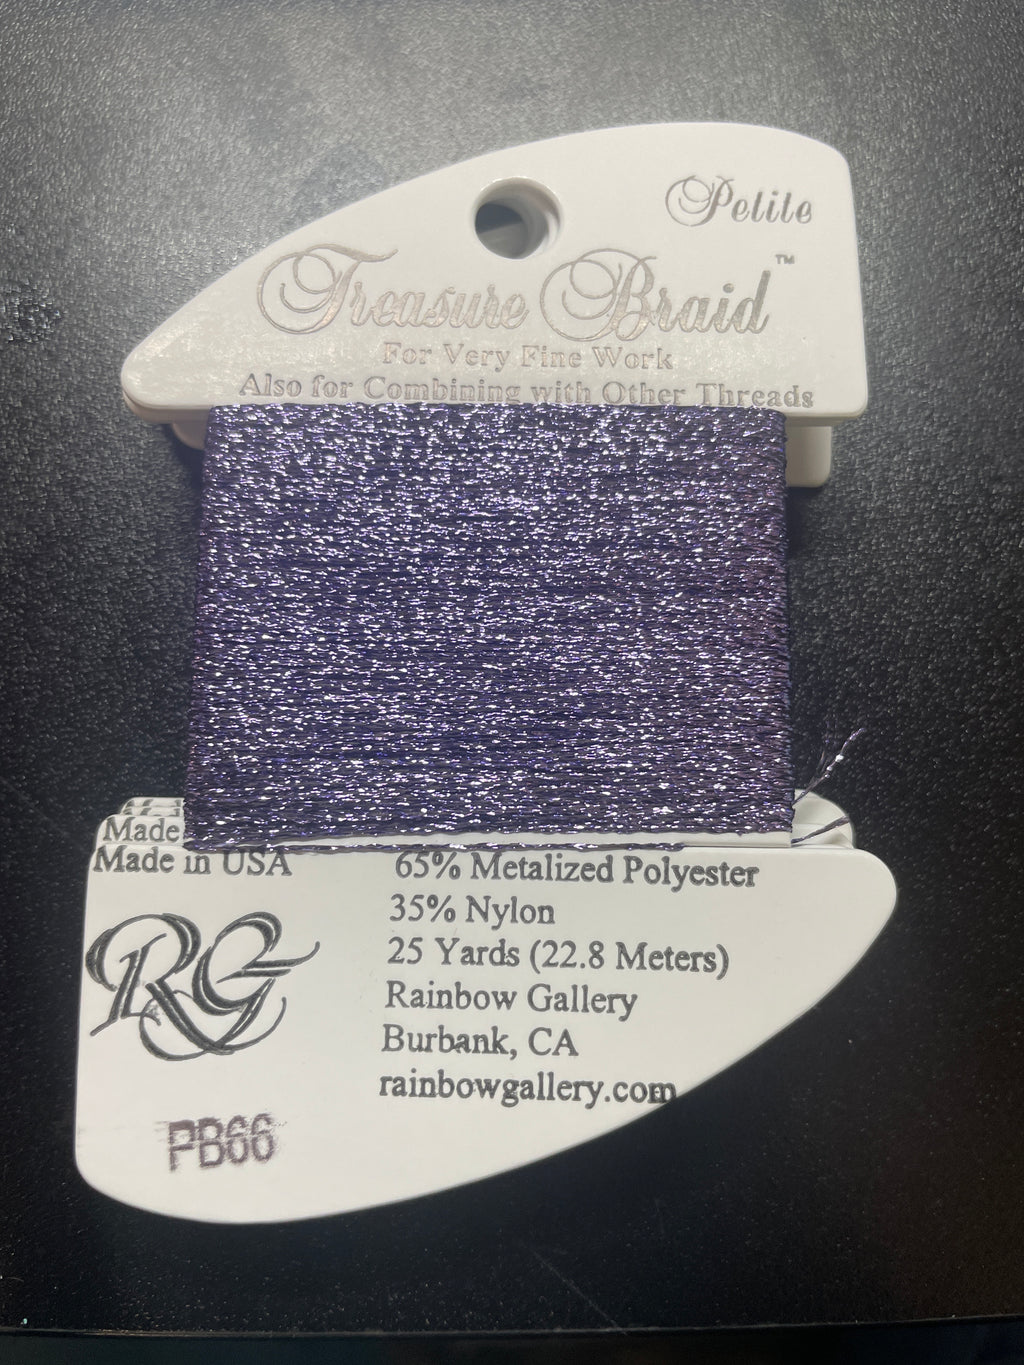 Petite
Treasure Braid™
For Very Fine Work
Also for Combining with Other Threads
Made
Made in USA
65% Metalized Polyester
35% Nylon
25 Yards (22.8 Meters)
Rainbow Gallery
Burbank, CA
rainbowgallery.com
RG
PB66